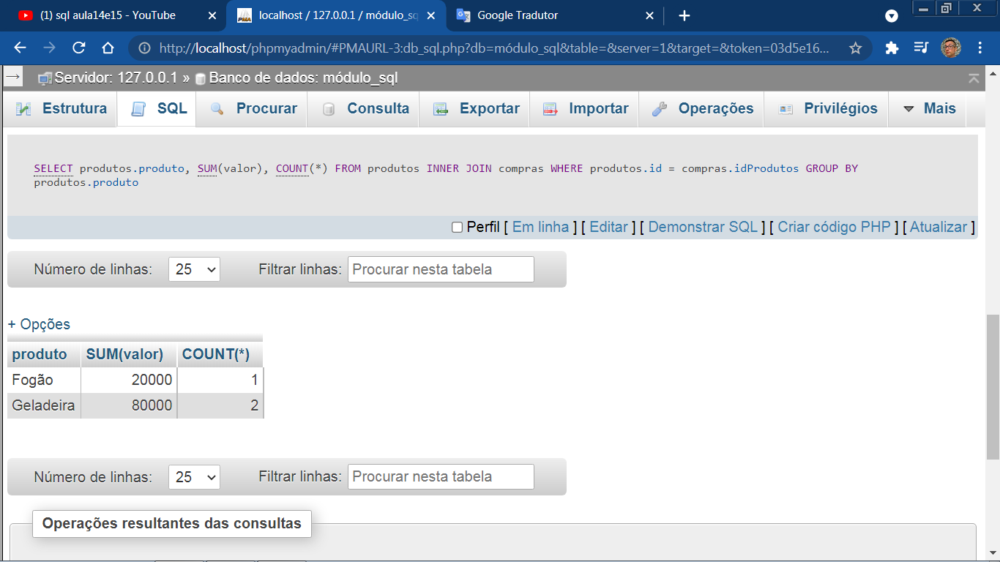 (1) sql aula14e15 - YouTube
localhost / 127.0.0.1 / módulo_sq
Google Tradutor
http://localhost/phpmyadmin/#PMAURL-3:db_sql.php?db=módulo_sql&table=&server=1&target=&token=03d5e16...
Servidor: 127.0.0.1 » Banco de dados: módulo_sql
Estrutura SQL Procurar Consulta Exportar Importar Operações Privilégios Mais
SELECT produtos.produto, SUM(valor), COUNT(*) FROM produtos INNER JOIN compras WHERE produtos.id = compras.idProdutos GROUP BY
produtos.produto
Perfil [ Em linha ] [ Editar ] [ Demonstrar SQL ] [ Criar código PHP ] [ Atualizar ]
Número de linhas: 25 Filtrar linhas: Procurar nesta tabela
+ Opções
produto SUM(valor) COUNT(*)
Fogão 20000 1
Geladeira 80000 2
Número de linhas: 25 Filtrar linhas: Procurar nesta tabela
Operações resultantes das consultas